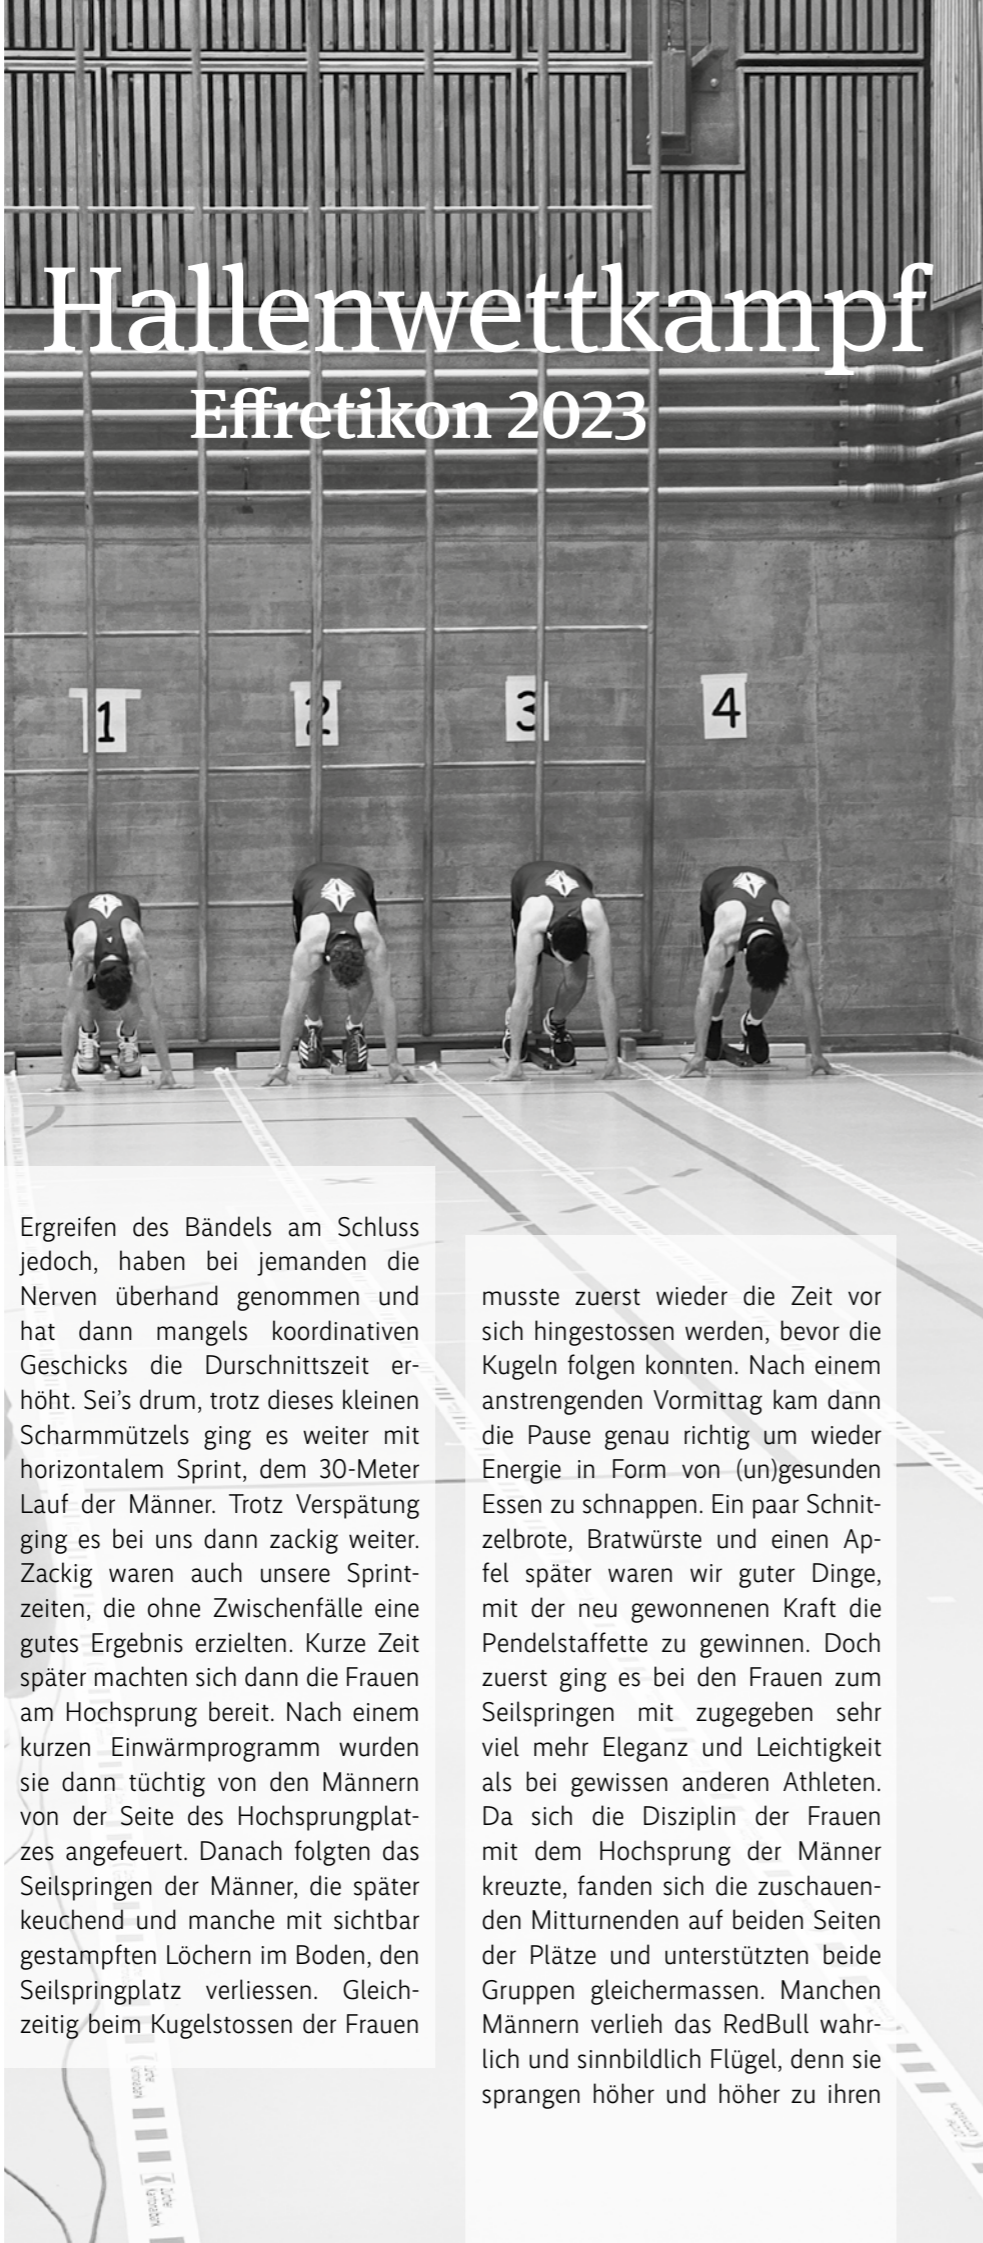 Hallenwettkampf
Effretikon 2023
1
2
3
4
Ergreifen des Bändels am Schluss
jedoch, haben bei jemanden die
Nerven überhand genommen und
hat dann mangels koordinativen
Geschicks die Durschnittszeit er-
höht. Sei’s drum, trotz dieses kleinen
Scharmmützels ging es weiter mit
horizontalem Sprint, dem 30-Meter
Lauf der Männer. Trotz Verspätung
ging es bei uns dann zackig weiter.
Zackig waren auch unsere Sprint-
zeiten, die ohne Zwischenfälle eine
gutes Ergebnis erzielten. Kurze Zeit
später machten sich dann die Frauen
am Hochsprung bereit. Nach einem
kurzen Einwärmprogramm wurden
sie dann tüchtig von den Männern
von der Seite des Hochsprungplat-
zes angefeuert. Danach folgten das
Seilspringen der Männer, die später
keuchend und manche mit sichtbar
gestampften Löchern im Boden, den
Seilspringplatz verliessen. Gleich-
zeitig beim Kugelstossen der Frauen
musste zuerst wieder die Zeit vor
sich hingestossen werden, bevor die
Kugeln folgen konnten. Nach einem
anstrengenden Vormittag kam dann
die Pause genau richtig um wieder
Energie in Form von (un)gesunden
Essen zu schnappen. Ein paar Schnit-
zelbrote, Bratwürste und einen Ap-
fel später waren wir guter Dinge,
mit der neu gewonnenen Kraft die
Pendelstaffette zu gewinnen. Doch
zuerst ging es bei den Frauen zum
Seilspringen mit zugegeben sehr
viel mehr Eleganz und Leichtigkeit
als bei gewissen anderen Athleten.
Da sich die Disziplin der Frauen
mit dem Hochsprung der Männer
kreuzte, fanden sich die zuschauen-
den Mitturnenden auf beiden Seiten
der Plätze und unterstützten beide
Gruppen gleichermassen. Manchen
Männern verlieh das RedBull wahr-
lich und sinnbildlich Flügel, denn sie
sprangen höher und höher zu ihren